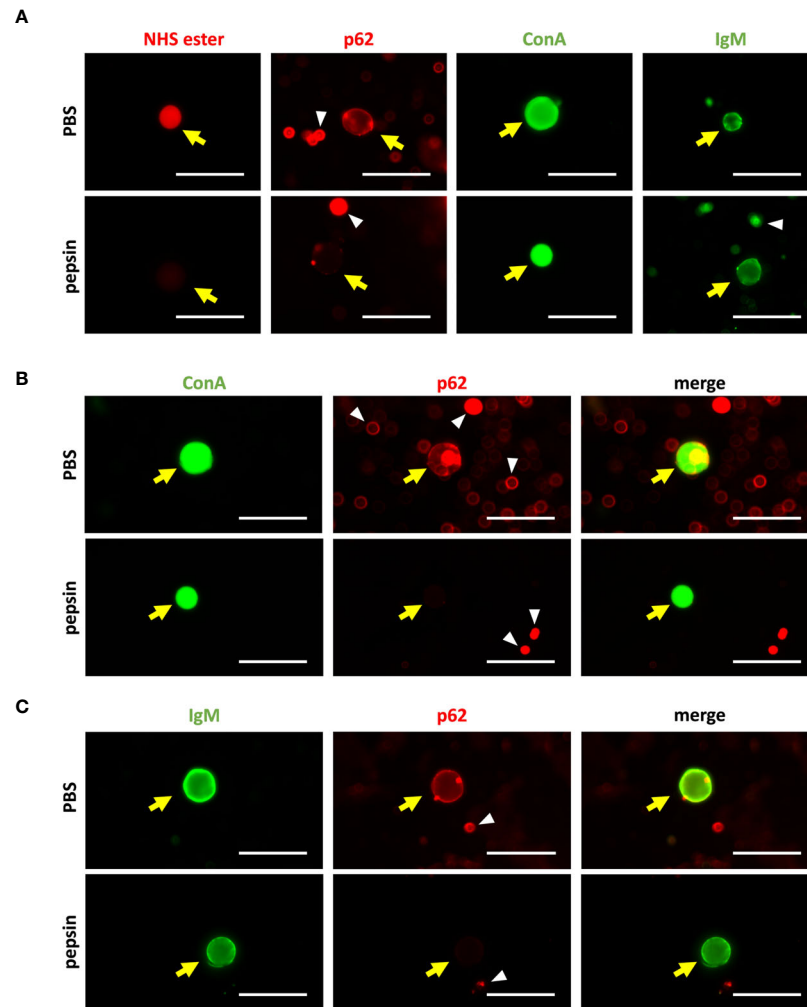 A
NHS ester p62 ConA IgM
PBS
pepsin
B
ConA p62 merge
PBS
pepsin
C
IgM p62 merge
PBS
pepsin